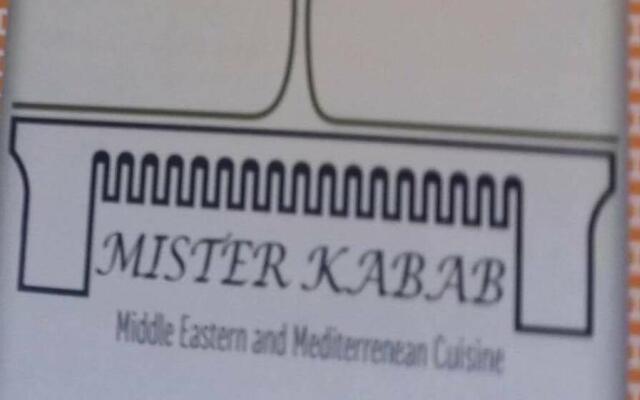 MISTER KABAB
Middle Eastern and Mediterrenean Cuisine